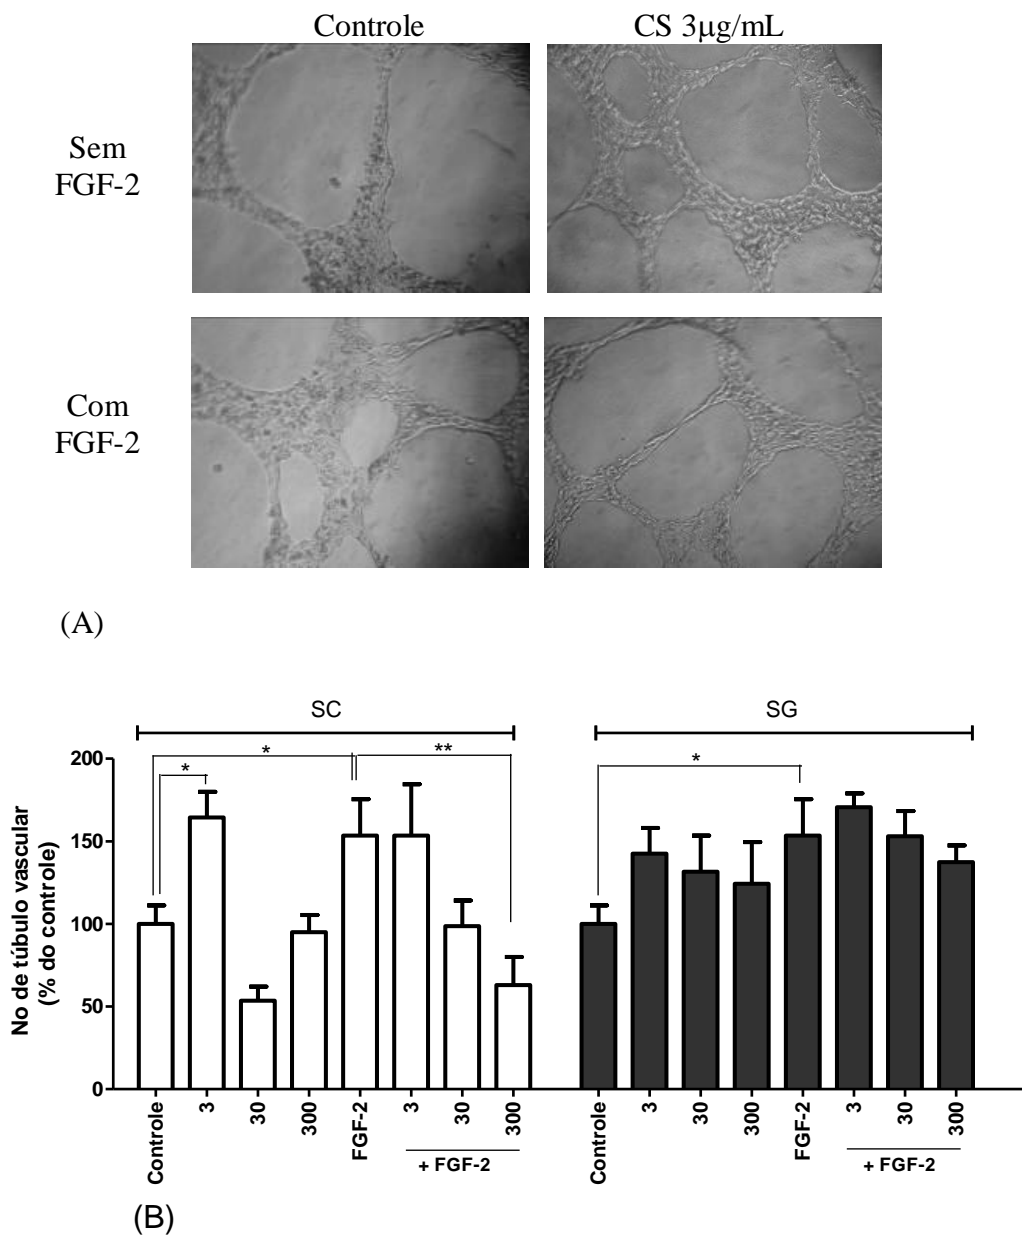 Controle
CS 3µg/mL
Sem
FGF-2
Com
FGF-2
(A)
SC
SG
*
*
**
*
200
150
100
50
0
No de túbulo vascular
(% do controle)
Controle
3
30
300
FGF-2
3
30
300
+ FGF-2
Controle
3
30
300
FGF-2
3
30
300
+ FGF-2
(B)